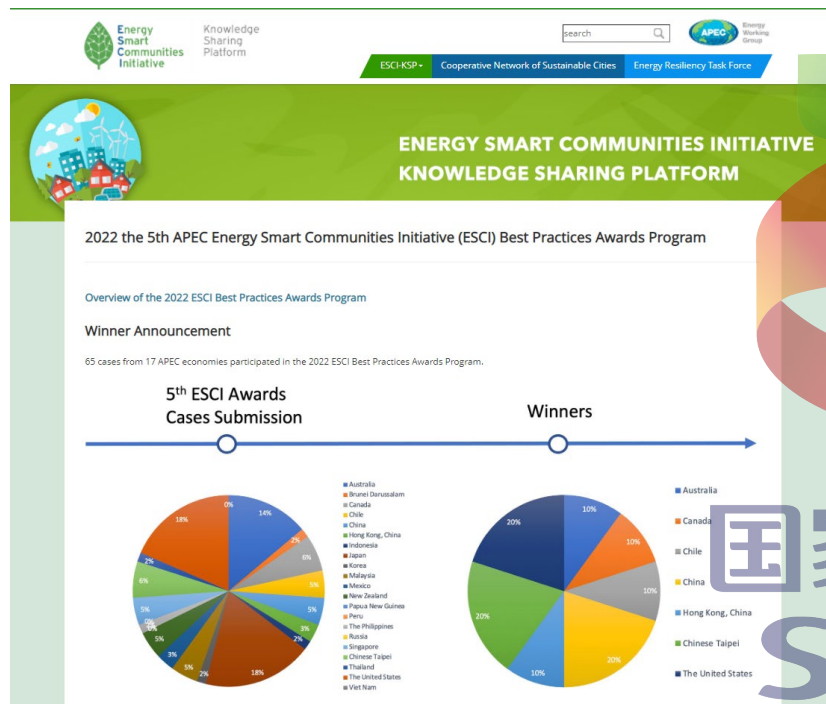 Energy
Smart
Communities
Initiative
Knowledge
Sharing
Platform
search
APEC
Energy
Working
Group
ESCI-KSP
Cooperative Network of Sustainable Cities
Energy Resiliency Task Force
ENERGY SMART COMMUNITIES INITIATIVE
KNOWLEDGE SHARING PLATFORM
2022 the 5th APEC Energy Smart Communities Initiative (ESCI) Best Practices Awards Program
Overview of the 2022 ESCI Best Practices Awards Program
Winner Announcement
65 cases from 17 APEC economies participated in the 2022 ESCI Best Practices Awards Program.
5th ESCI Awards
Cases Submission
Winners
0%
14%
2%
6%
5%
5%
3%
2%
18%
2%
5%
3%
5%
0%
0%
5%
6%
2%
18%
Australia
Brunei Darussalam
Canada
Chile
China
Hong Kong, China
Indonesia
Japan
Korea
Malaysia
Mexico
New Zealand
Papua New Guinea
Peru
The Philippines
Russia
Singapore
Chinese Taipei
Thailand
The United States
Viet Nam
10%
10%
10%
20%
10%
20%
20%
Australia
Canada
Chile
China
Hong Kong, China
Chinese Taipei
The United States
国
S